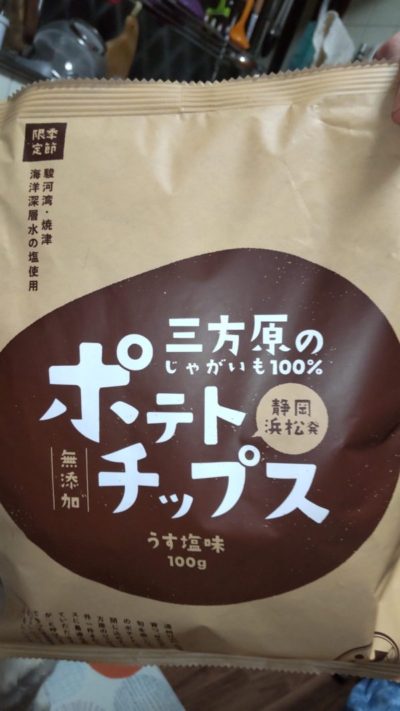 季節
限定
駿河湾・焼津
海洋深層水の塩使用
三方原の
じゃがいも100%
ポテト
チップス
静岡
浜松発
無添加
うす塩味
100g